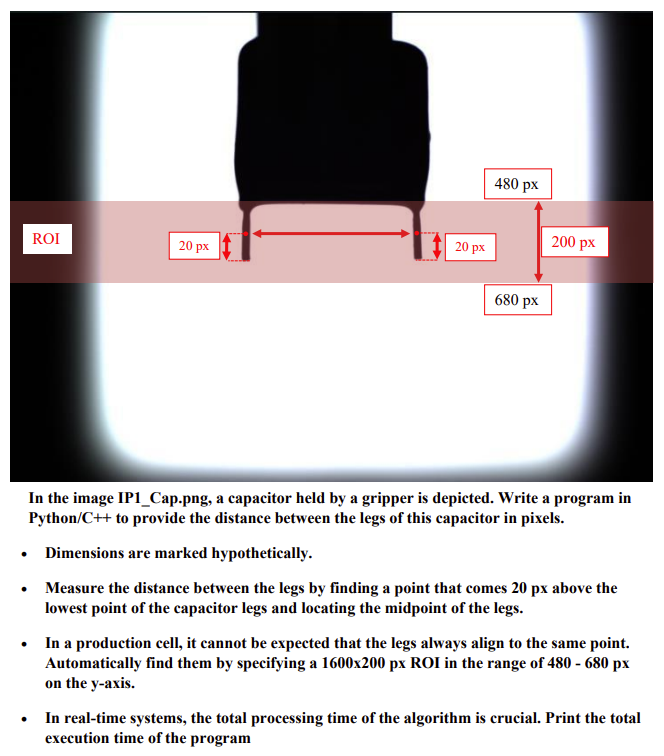 480 px
ROI
20 px
20 px
200 px
680 px
In the image IP1_Cap.png, a capacitor held by a gripper is depicted. Write a program in
Python/C++ to provide the distance between the legs of this capacitor in pixels.
• Dimensions are marked hypothetically.
• Measure the distance between the legs by finding a point that comes 20 px above the
lowest point of the capacitor legs and locating the midpoint of the legs.
• In a production cell, it cannot be expected that the legs always align to the same point.
Automatically find them by specifying a 1600x200 px ROI in the range of 480 - 680 px
on the y-axis.
• In real-time systems, the total processing time of the algorithm is crucial. Print the total
execution time of the program